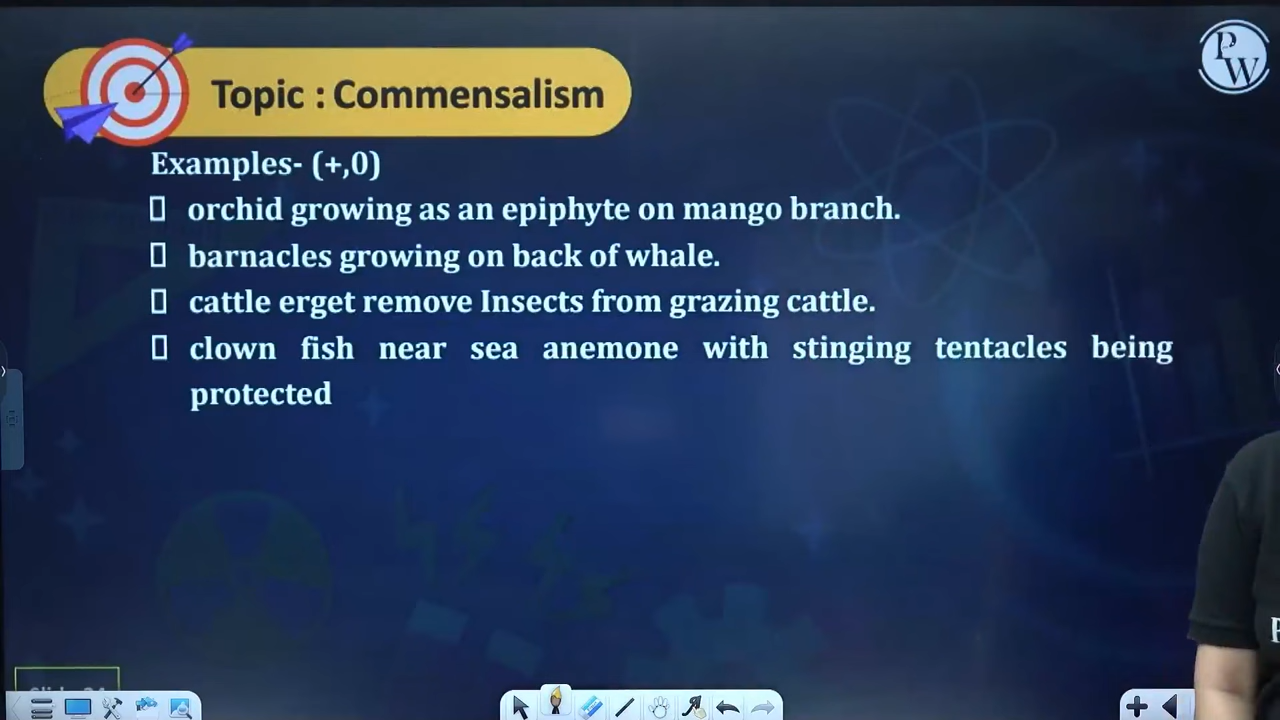 PW
Topic : Commensalism
Examples- (+,0)
orchid growing as an epiphyte on mango branch.
barnacles growing on back of whale.
cattle erget remove Insects from grazing cattle.
clown fish near sea anemone with stinging tentacles being
protected